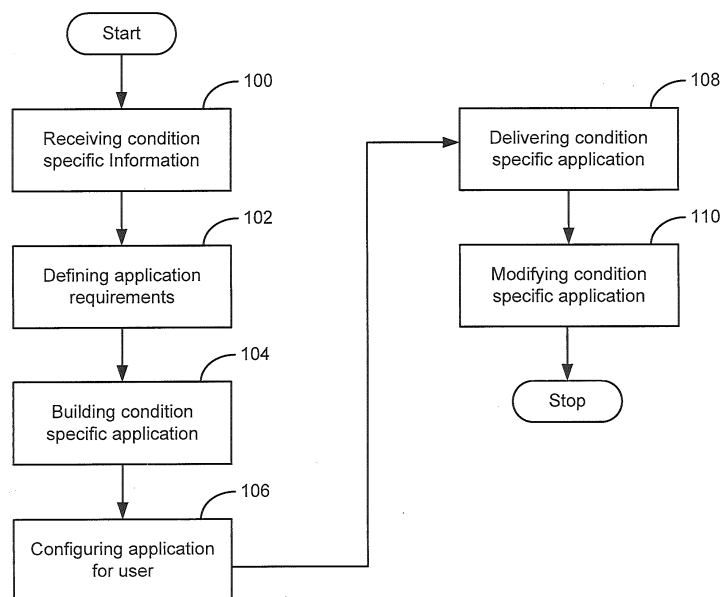 Start
100
Receiving condition
specific Information
102
Defining application
requirements
104
Building condition
specific application
106
Configuring application
for user
108
Delivering condition
specific application
110
Modifying condition
specific application
Stop